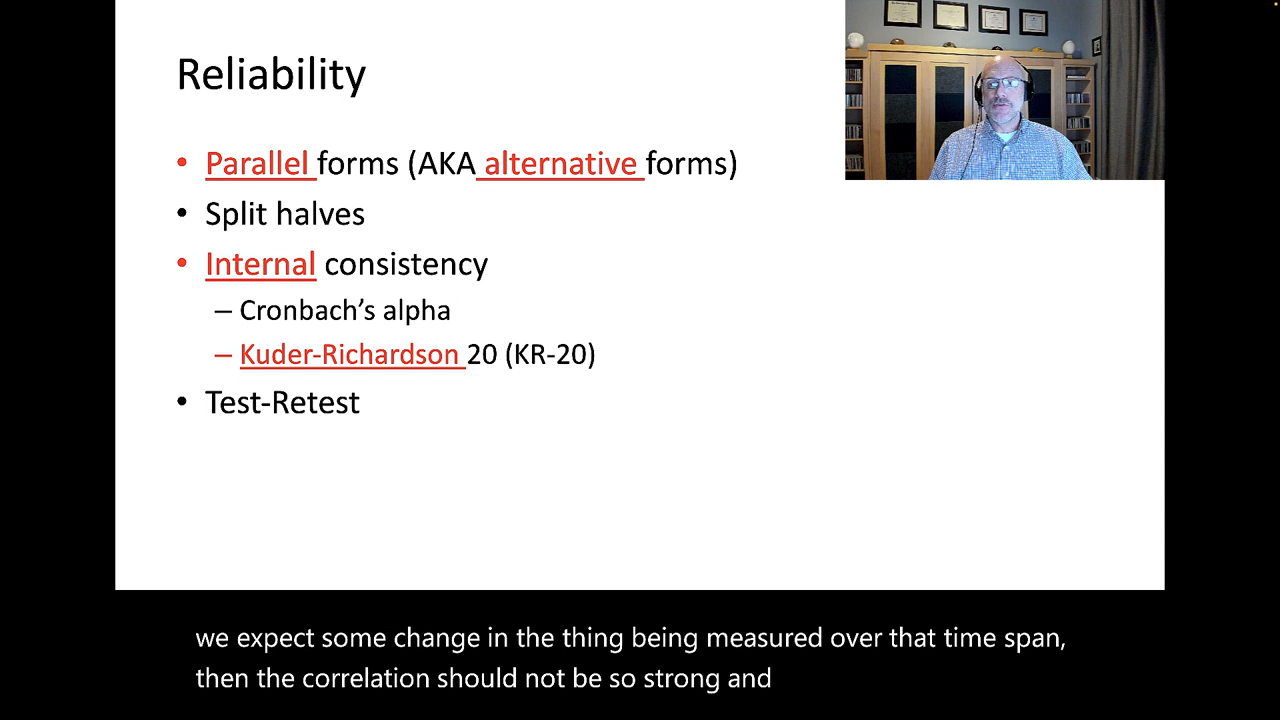 Reliability
• Parallel forms (AKA alternative forms)
• Split halves
• Internal consistency
– Cronbach’s alpha
– Kuder-Richardson 20 (KR-20)
• Test-Retest
we expect some change in the thing being measured over that time span,
then the correlation should not be so strong and